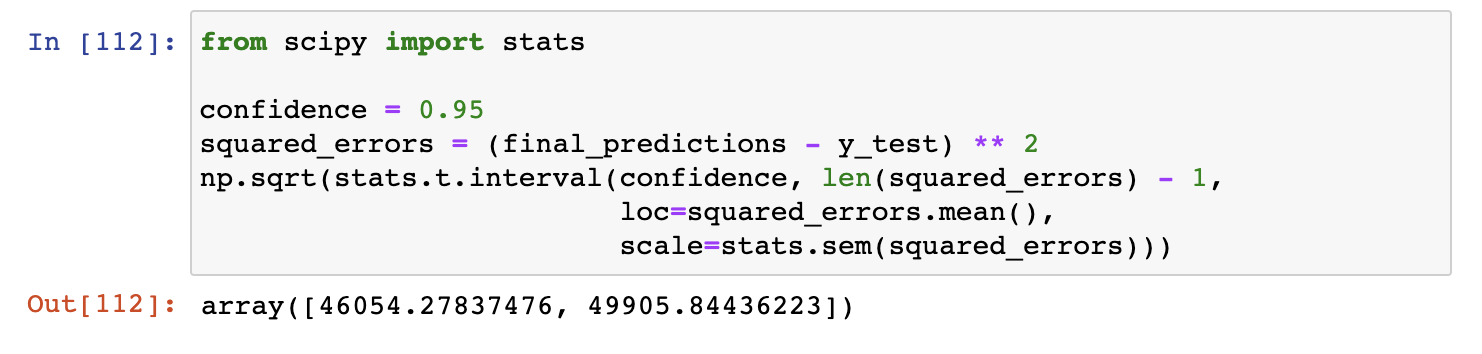 In [112]: from scipy import stats
confidence = 0.95
squared_errors = (final_predictions - y_test) ** 2
np.sqrt(stats.t.interval(confidence, len(squared_errors) - 1,
loc=squared_errors.mean(),
scale=stats.sem(squared_errors)))
Out[112]: array([46054.27837476, 49905.84436223])